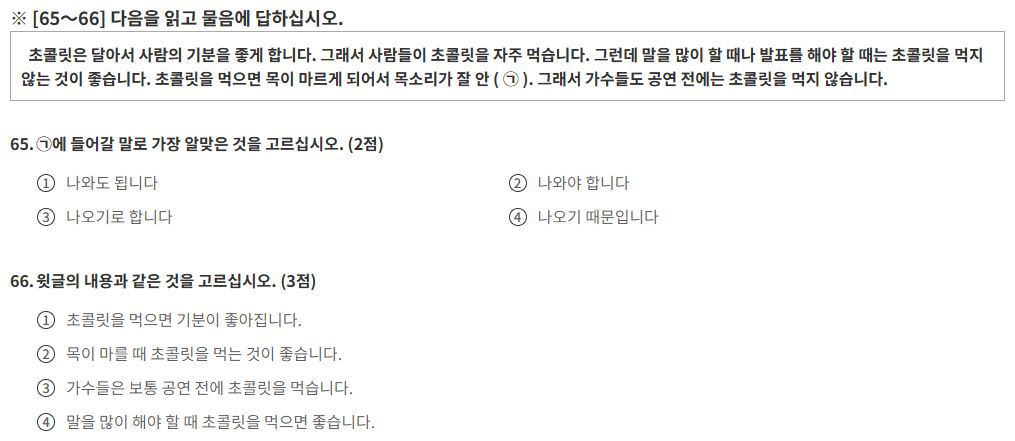 ※ [65～66] 다음을 읽고 물음에 답하십시오.
초콜릿은 달아서 사람의 기분을 좋게 합니다. 그래서 사람들이 초콜릿을 자주 먹습니다. 그런데 말을 많이 할 때나 발표를 해야 할 때는 초콜릿을 먹지
않는 것이 좋습니다. 초콜릿을 먹으면 목이 마르게 되어서 목소리가 잘 안 ( ㉠ ). 그래서 가수들도 공연 전에는 초콜릿을 먹지 않습니다.
65. ㉠에 들어갈 말로 가장 알맞은 것을 고르십시오. (2점)
① 나와도 됩니다 ② 나와야 합니다
③ 나오기로 합니다 ④ 나오기 때문입니다
66. 윗글의 내용과 같은 것을 고르십시오. (3점)
① 초콜릿을 먹으면 기분이 좋아집니다.
② 목이 마를 때 초콜릿을 먹는 것이 좋습니다.
③ 가수들은 보통 공연 전에 초콜릿을 먹습니다.
④ 말을 많이 해야 할 때 초콜릿을 먹으면 좋습니다.